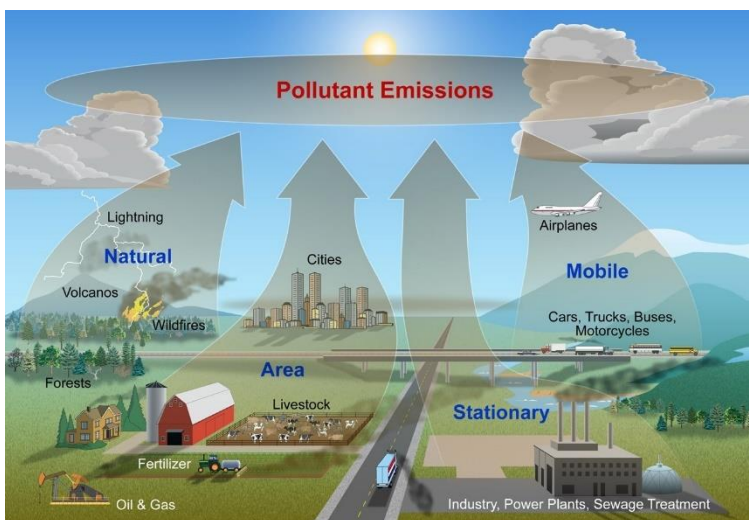 Pollutant Emissions
Lightning
Natural
Volcanos
Wildfires
Forests
Cities
Area
Livestock
Fertilizer
Oil & Gas
Airplanes
Mobile
Cars, Trucks, Buses,
Motorcycles
Stationary
Industry, Power Plants, Sewage Treatment